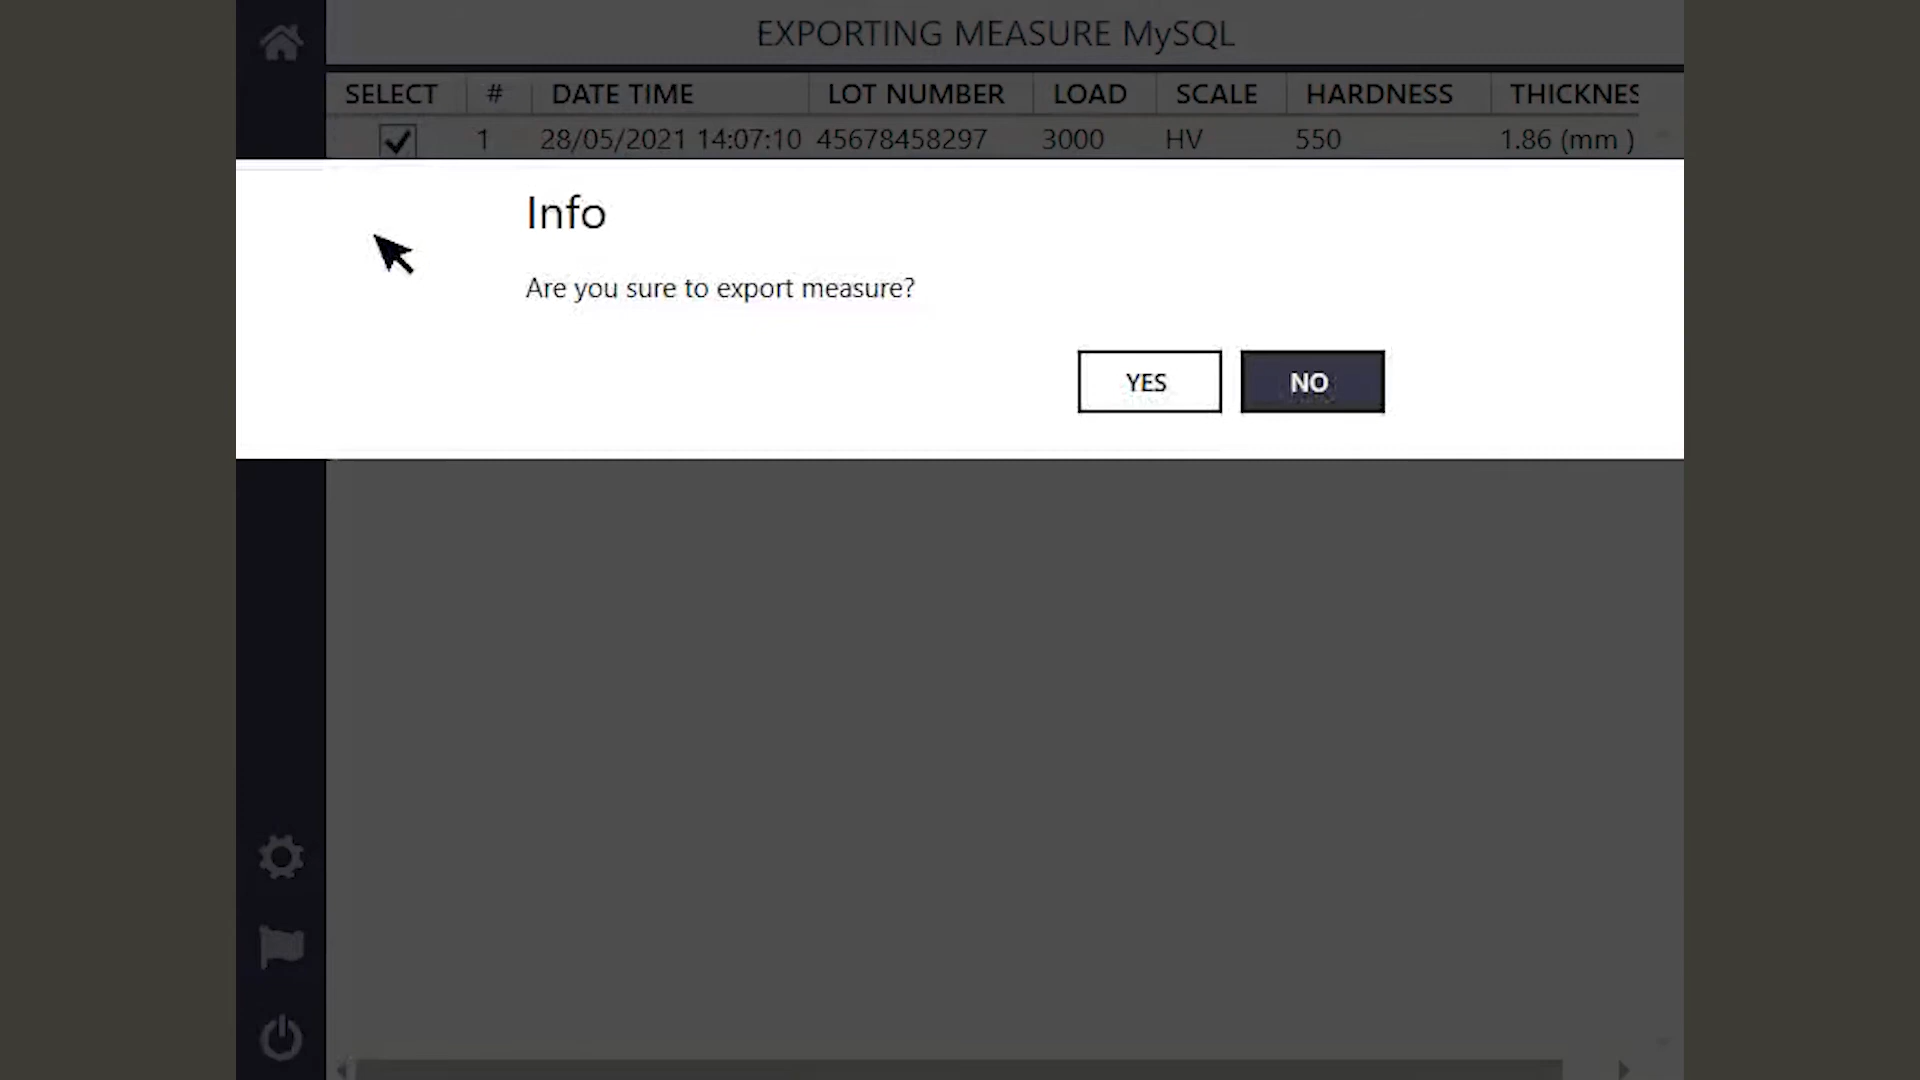 EXPORTING MEASURE MySQL
SELECT # DATE TIME LOT NUMBER LOAD SCALE HARDNESS THICKNES
1 28/05/2021 14:07:10 45678458297 3000 HV 550 1.86 (mm )
Info
Are you sure to export measure?
YES NO